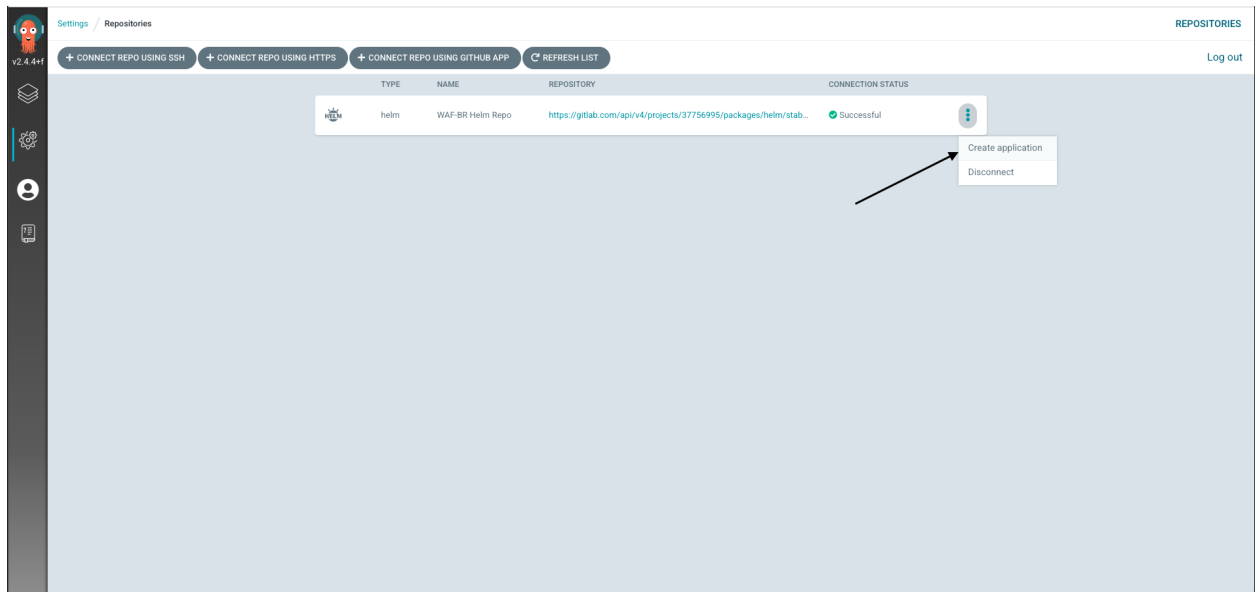 Settings / Repositories
REPOSITORIES
v2.4.4+f
+ CONNECT REPO USING SSH
+ CONNECT REPO USING HTTPS
+ CONNECT REPO USING GITHUB APP
REFRESH LIST
Log out
TYPE NAME REPOSITORY CONNECTION STATUS
HELM helm WAF-BR Helm Repo https://gitlab.com/api/v4/projects/37756995/packages/helm/stab... Successful
Create application
Disconnect